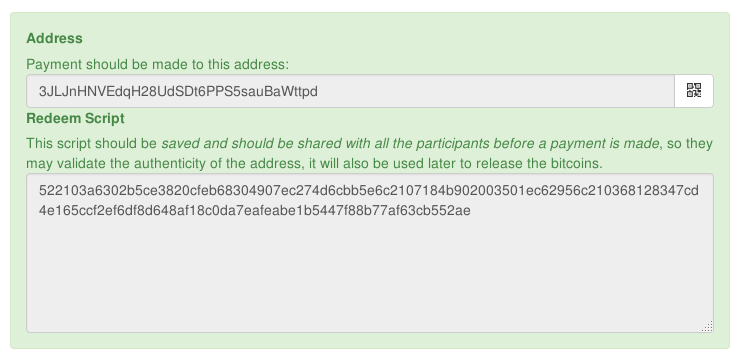 Address
Payment should be made to this address:
3JLJnHNVEdqH28UdSDt6PPS5sauBaWttpd
Redeem Script
This script should be saved and should be shared with all the participants before a payment is made, so they
may validate the authenticity of the address, it will also be used later to release the bitcoins.
522103a6302b5ce3820cfeb68304907ec274d6cbb5e6c2107184b902003501ec62956c210368128347cd
4e165ccf2ef6df8d648af18c0da7eafeabe1b5447f88b77af63cb552ae